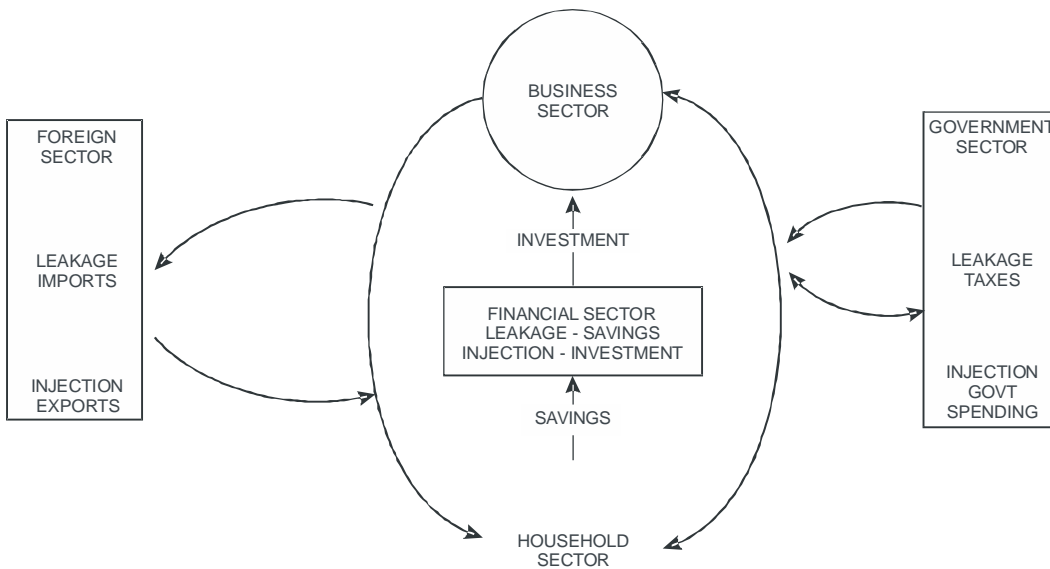 BUSINESS
SECTOR
FOREIGN
SECTOR
GOVERNMENT
SECTOR
INVESTMENT
LEAKAGE
IMPORTS
LEAKAGE
TAXES
FINANCIAL SECTOR
LEAKAGE - SAVINGS
INJECTION - INVESTMENT
INJECTION
EXPORTS
INJECTION
GOVT
SPENDING
SAVINGS
HOUSEHOLD
SECTOR